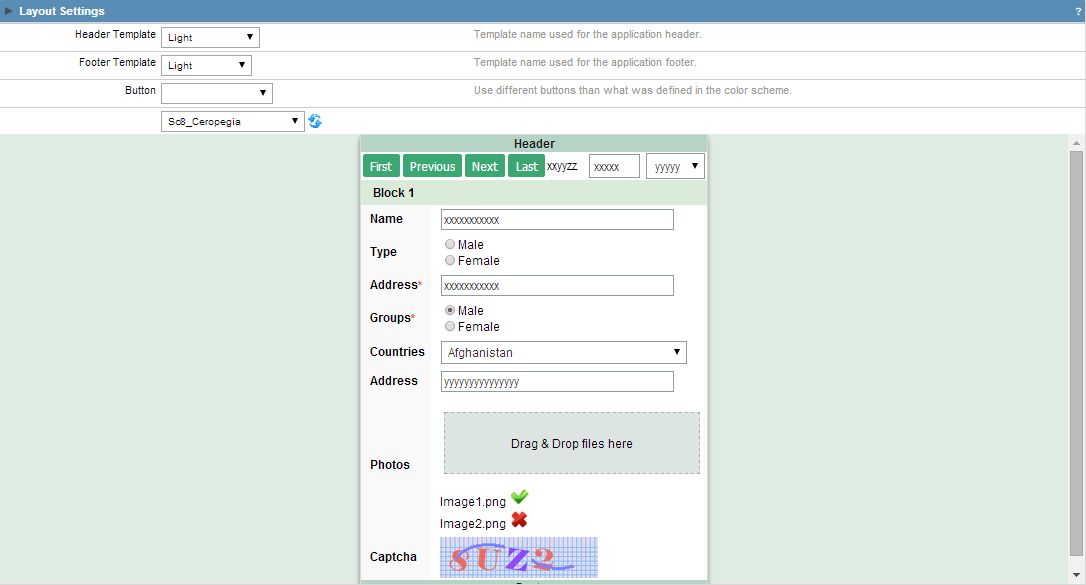 Layout Settings ?
Header Template Light Template name used for the application header.
Footer Template Light Template name used for the application footer.
Button Use different buttons than what was defined in the color scheme.
Sc8_Ceropegia
Header
First Previous Next Last xxyyzz xxxxx yyyyy
Block 1
Name xxxxxxxxxxx
Type Male
Female
Address* xxxxxxxxxxx
Groups* Male
Female
Countries Afghanistan
Address yyyyyyyyyyyyyyy
Drag & Drop files here
Photos
Image1.png
Image2.png
Captcha SUZ2